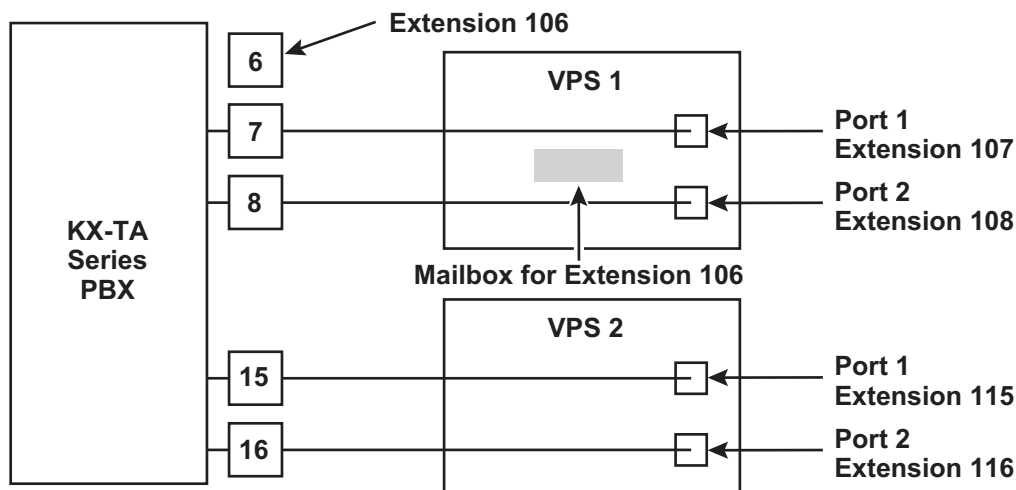 Extension 106
6
VPS 1
7
Port 1
Extension 107
8
Port 2
Extension 108
KX-TA
Series
PBX
Mailbox for Extension 106
VPS 2
15
Port 1
Extension 115
16
Port 2
Extension 116